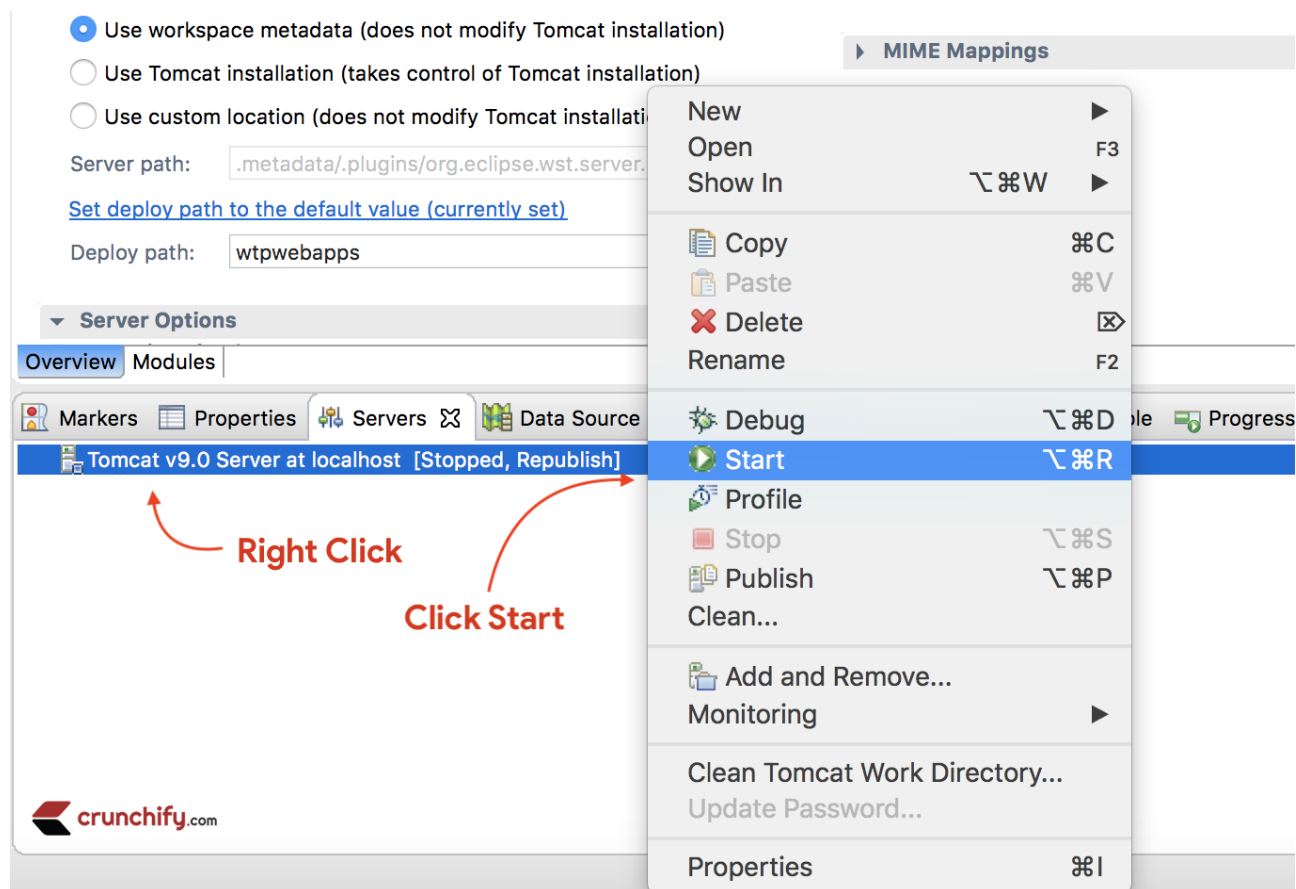 Use workspace metadata (does not modify Tomcat installation)
MIME Mappings
Use Tomcat installation (takes control of Tomcat installation)
Use custom location (does not modify Tomcat
Server path: .metadata/.plugins/org.eclipse.wst.server.
Set deploy path to the default value (currently set)
Deploy path: wtpwebapps
Server Options
Overview Modules
Markers Properties Servers Data Source Progress
Tomcat v9.0 Server at localhost [Stopped, Republish]
Right Click
Click Start
New
Open F3
Show In ⌥⌘W
Copy ⌘C
Paste ⌘V
Delete ⌦
Rename F2
Debug ⌥⌘D
Start ⌥⌘R
Profile
Stop ⌥⌘S
Publish ⌥⌘P
Clean...
Add and Remove...
Monitoring
Clean Tomcat Work Directory...
Update Password...
Properties ⌘I
crunchify.com